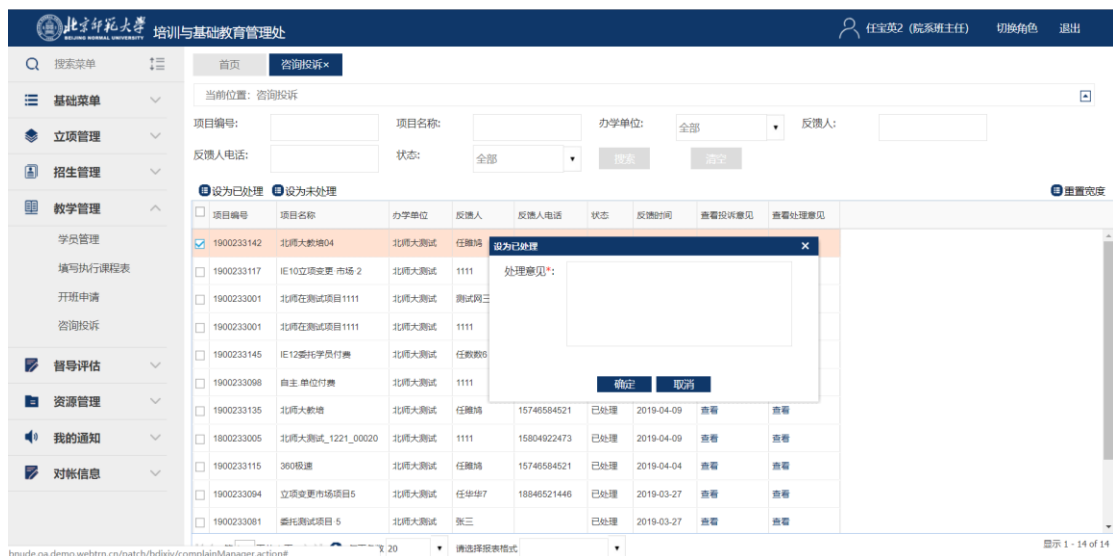 北京师范大学 培训与基础教育管理处 任宝英2 (院系班主任) 切换角色 退出
BEIJING NORMAL UNIVERSITY
搜索菜单 首页 咨询投诉×
基础菜单
立项管理
招生管理
教学管理
学员管理
填写执行课程表
开班申请
咨询投诉
督导评估
资源管理
我的通知
对帐信息
当前位置: 咨询投诉
项目编号: 项目名称: 办学单位: 全部 反馈人:
反馈人电话: 状态: 全部 搜索 清空
设为已处理 设为未处理 重置宽度
项目编号 项目名称 办学单位 反馈人 反馈人电话 状态 反馈时间 查看投诉意见 查看处理意见
1900233142 北师大教培04 北师大测试
1900233117 IE10立项变更-市场-2 北师大测试 1111
1900233001 北师在测试项目1111 北师大测试 测试网三
1900233001 北师在测试项目1111 北师大测试 1111
1900233145 IE12委托学员付费 北师大测试 任数数6
1900233098 自主-单位付费 北师大测试 1111
1900233135 北师大教培 北师大测试 15746584521 已处理 2019-04-09 查看 查看
1800233005 北师大测试_1221_00020 北师大测试 1111 15804922473 已处理 2019-04-09 查看 查看
1900233115 360极速 北师大测试 15746584521 已处理 2019-04-04 查看 查看
1900233094 立项变更市场项目5 北师大测试 任华华7 18846521446 已处理 2019-03-27 查看 查看
1900233081 委托测试项目-5 北师大测试 张三 已处理 2019-03-27 查看 查看
设为已处理 ×
处理意见*:
确定 取消
20 请选择报表格式 显示 1 - 14 of 14
bnude.oa.demo.webtrn.cn/patch/bdjxjy/complainManager.action#